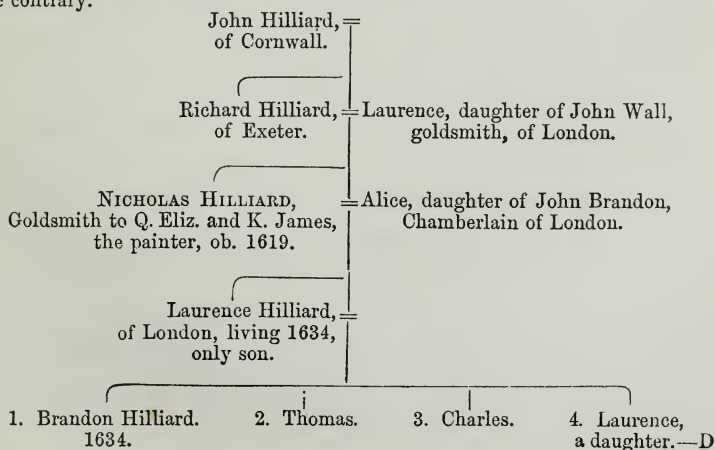 contrary.
John Hilliard, =
of Cornwall.
Richard Hilliard, = Laurence, daughter of John Wall,
of Exeter. goldsmith, of London.
NICHOLAS HILLIARD, = Alice, daughter of John Brandon,
Goldsmith to Q. Eliz. and K. James, Chamberlain of London.
the painter, ob. 1619.
Laurence Hilliard, =
of London, living 1634,
only son.
1. Brandon Hilliard. 2. Thomas. 3. Charles. 4. Laurence,
1634. a daughter.—D